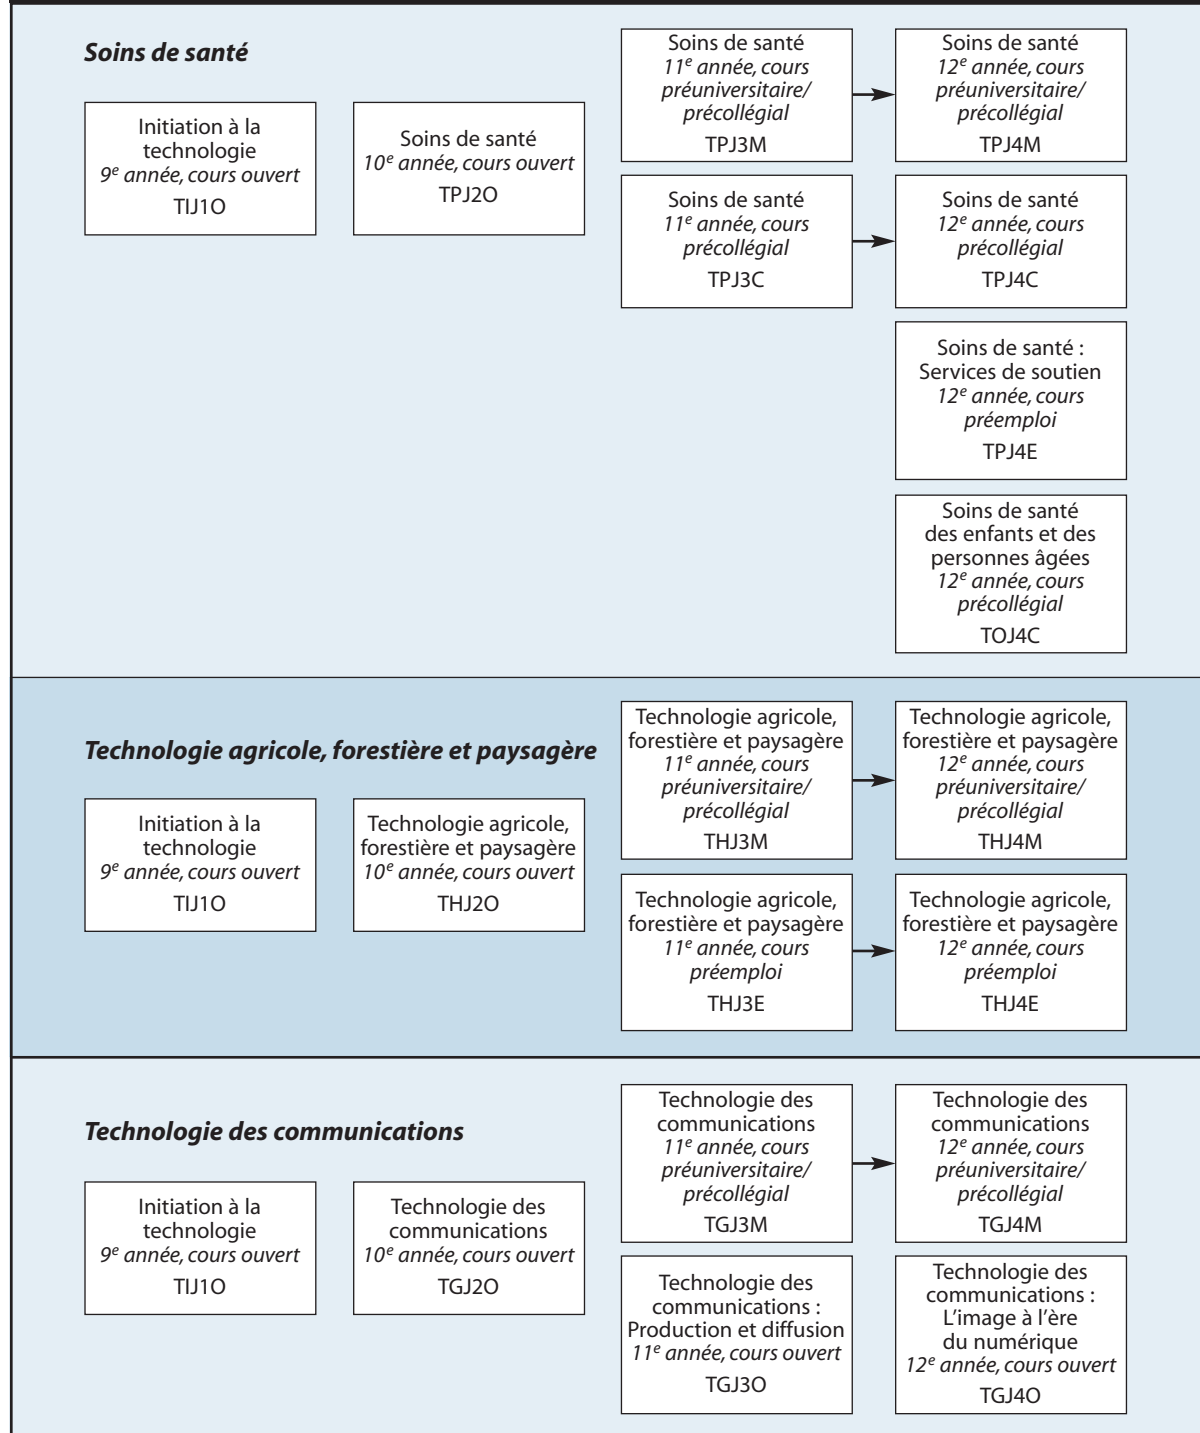 Soins de santé
Initiation à la
technologie
9e année, cours ouvert
TIJ1O
Soins de santé
10e année, cours ouvert
TPJ2O
Soins de santé
11e année, cours
préuniversitaire/
précollégial
TPJ3M
Soins de santé
12e année, cours
préuniversitaire/
précollégial
TPJ4M
Soins de santé
11e année, cours
précollégial
TPJ3C
Soins de santé
12e année, cours
précollégial
TPJ4C
Soins de santé :
Services de soutien
12e année, cours
préemploi
TPJ4E
Soins de santé
des enfants et des
personnes âgées
12e année, cours
précollégial
TOJ4C
Technologie agricole, forestière et paysagère
Initiation à la
technologie
9e année, cours ouvert
TIJ1O
Technologie agricole,
forestière et paysagère
10e année, cours ouvert
THJ2O
Technologie agricole,
forestière et paysagère
11e année, cours
préuniversitaire/
précollégial
THJ3M
Technologie agricole,
forestière et paysagère
12e année, cours
préuniversitaire/
précollégial
THJ4M
Technologie agricole,
forestière et paysagère
11e année, cours
préemploi
THJ3E
Technologie agricole,
forestière et paysagère
12e année, cours
préemploi
THJ4E
Technologie des communications
Initiation à la
technologie
9e année, cours ouvert
TIJ1O
Technologie des
communications
10e année, cours ouvert
TGJ2O
Technologie des
communications
11e année, cours
préuniversitaire/
précollégial
TGJ3M
Technologie des
communications
12e année, cours
préuniversitaire/
précollégial
TGJ4M
Technologie des
communications :
Production et diffusion
11e année, cours ouvert
TGJ3O
Technologie des
communications :
L'image à l'ère
du numérique
12e année, cours ouvert
TGJ4O